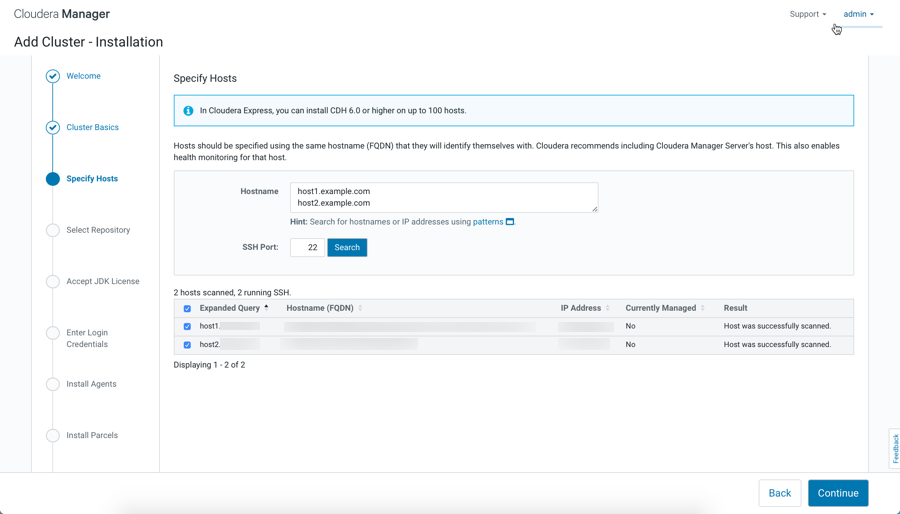 Cloudera Manager
Support
admin
Add Cluster - Installation
Welcome
Cluster Basics
Specify Hosts
Select Repository
Accept JDK License
Enter Login
Credentials
Install Agents
Install Parcels
Specify Hosts
In Cloudera Express, you can install CDH 6.0 or higher on up to 100 hosts.
Hosts should be specified using the same hostname (FQDN) that they will identify themselves with. Cloudera recommends including Cloudera Manager Server's host. This also enables
health monitoring for that host.
Hostname
host1.example.com
host2.example.com
Hint: Search for hostnames or IP addresses using patterns
SSH Port: 22 Search
2 hosts scanned, 2 running SSH.
Expanded Query Hostname (FQDN) IP Address Currently Managed Result
host1. No Host was successfully scanned.
host2. No Host was successfully scanned.
Displaying 1 - 2 of 2
Feedback
Back Continue